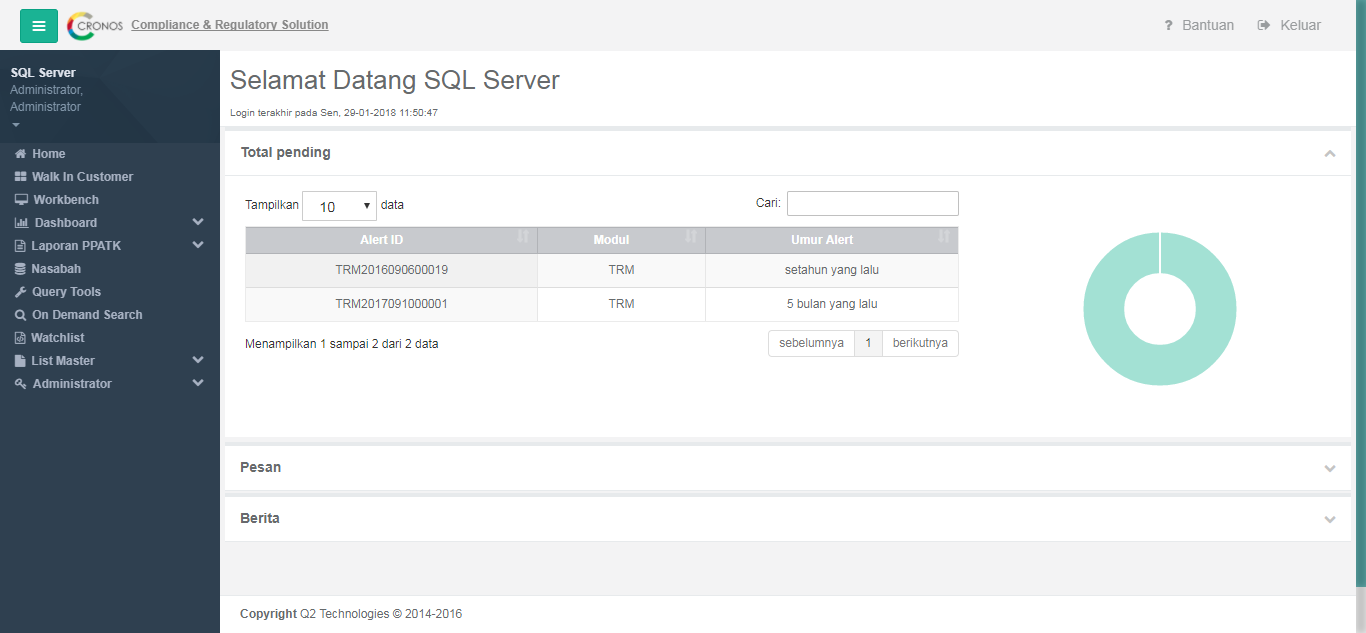 CRONOS Compliance & Regulatory Solution
? Bantuan Keluar
SQL Server
Administrator,
Administrator
Home
Walk In Customer
Workbench
Dashboard
Laporan PPATK
Nasabah
Query Tools
On Demand Search
Watchlist
List Master
Administrator
Selamat Datang SQL Server
Login terakhir pada Sen, 29-01-2018 11:50:47
Total pending
Tampilkan 10 data Cari:
Alert ID Modul Umur Alert
TRM2016090600019 TRM setahun yang lalu
TRM2017091000001 TRM 5 bulan yang lalu
Menampilkan 1 sampai 2 dari 2 data sebelumnya 1 berikutnya
Pesan
Berita
Copyright Q2 Technologies © 2014-2016